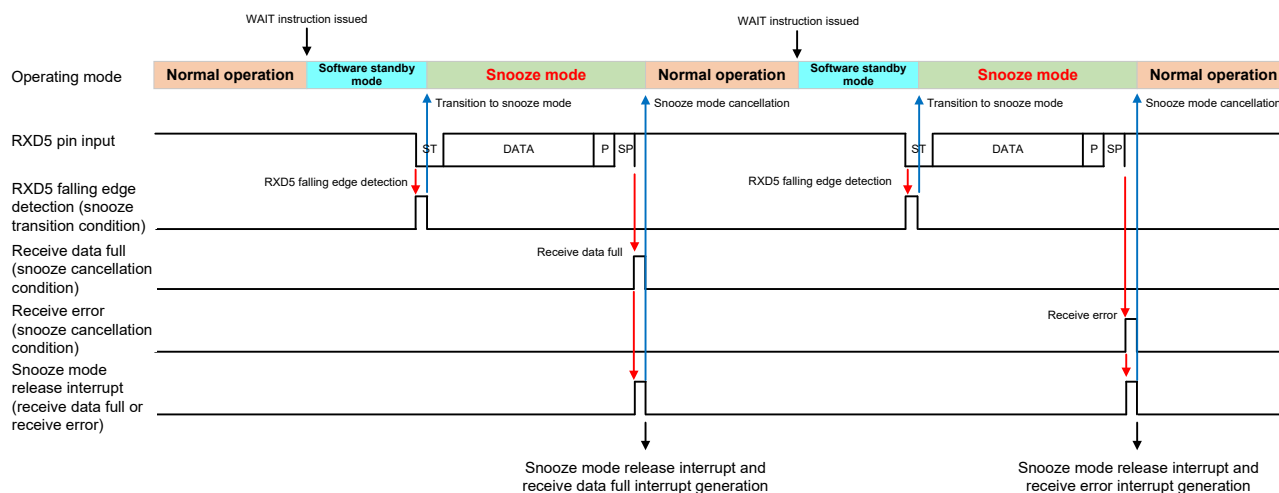 WAIT instruction issued
WAIT instruction issued
Operating mode
Normal operation
Software standby
mode
Snooze mode
Normal operation
Software standby
mode
Snooze mode
Normal operation
Transition to snooze mode
Snooze mode cancellation
Transition to snooze mode
Snooze mode cancellation
RXD5 pin input
ST
DATA
P
SP
ST
DATA
P
SP
RXD5 falling edge detection
RXD5 falling edge detection
RXD5 falling edge
detection (snooze
transition condition)
Receive data full
(snooze cancellation
condition)
Receive data full
Receive error
(snooze cancellation
condition)
Receive error
Snooze mode
release interrupt
(receive data full or
receive error)
Snooze mode release interrupt and
receive data full interrupt generation
Snooze mode release interrupt and
receive error interrupt generation